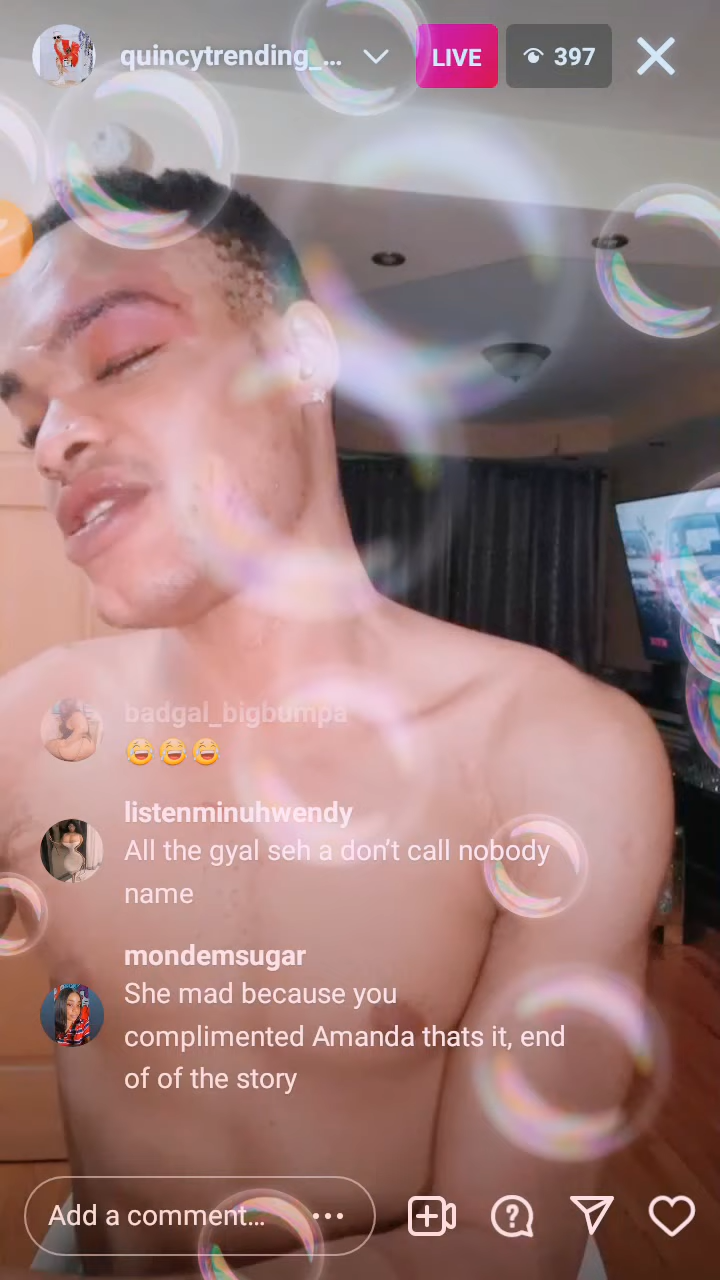 quincytrending_...
LIVE
397
badgal_bigbumpa
😂😂😂
listenminuhwendy
All the gyal seh a don’t call nobody
name
mondemsugar
She mad because you
complimented Amanda thats it, end
of of the story
Add a comment...